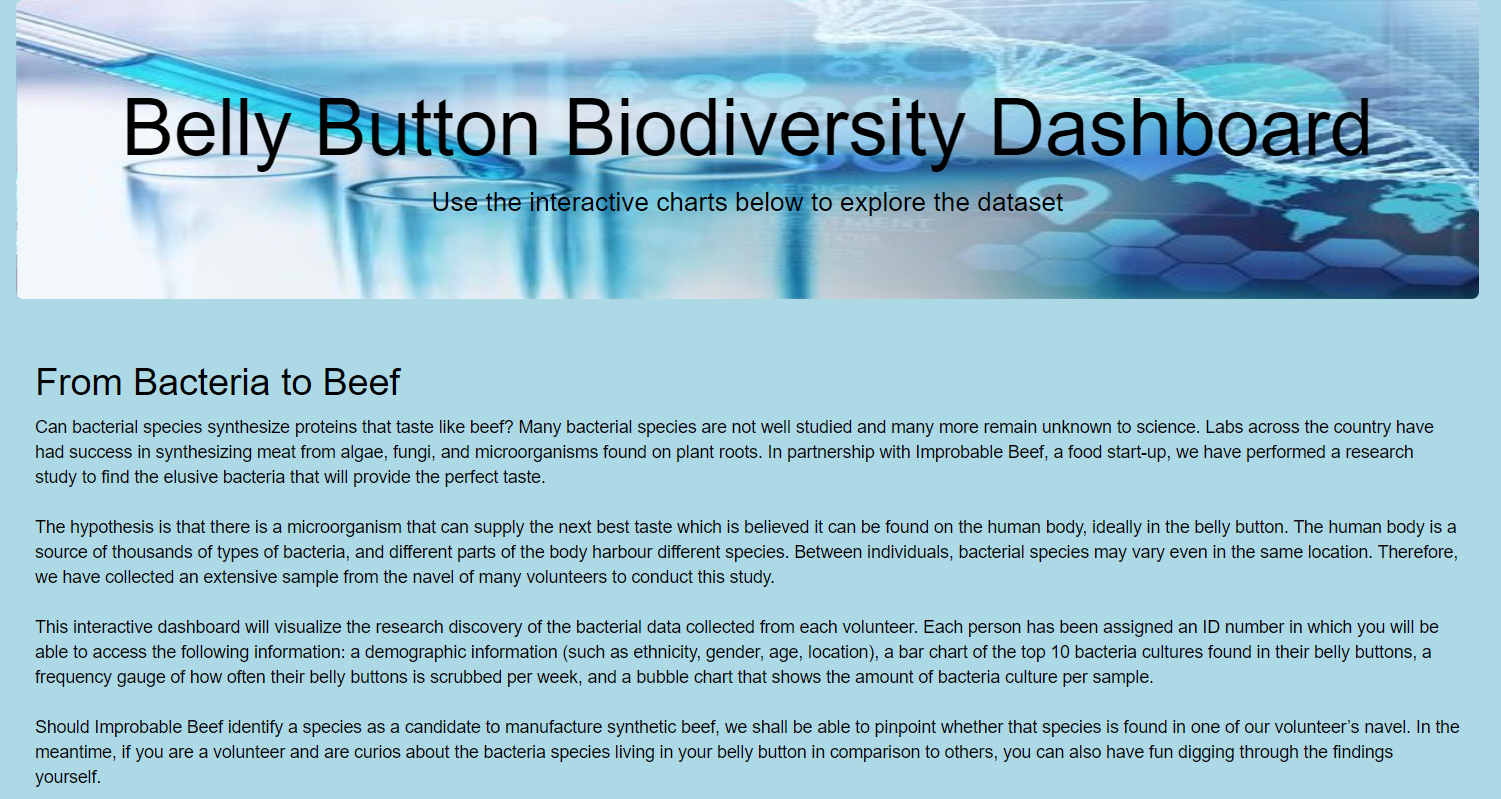 Belly Button Biodiversity Dashboard
Use the interactive charts below to explore the dataset
From Bacteria to Beef
Can bacterial species synthesize proteins that taste like beef? Many bacterial species are not well studied and many more remain unknown to science. Labs across the country have
had success in synthesizing meat from algae, fungi, and microorganisms found on plant roots. In partnership with Improbable Beef, a food start-up, we have performed a research
study to find the elusive bacteria that will provide the perfect taste.
The hypothesis is that there is a microorganism that can supply the next best taste which is believed it can be found on the human body, ideally in the belly button. The human body is a
source of thousands of types of bacteria, and different parts of the body harbour different species. Between individuals, bacterial species may vary even in the same location. Therefore,
we have collected an extensive sample from the navel of many volunteers to conduct this study.
This interactive dashboard will visualize the research discovery of the bacterial data collected from each volunteer. Each person has been assigned an ID number in which you will be
able to access the following information: a demographic information (such as ethnicity, gender, age, location), a bar chart of the top 10 bacteria cultures found in their belly buttons, a
frequency gauge of how often their belly buttons is scrubbed per week, and a bubble chart that shows the amount of bacteria culture per sample.
Should Improbable Beef identify a species as a candidate to manufacture synthetic beef, we shall be able to pinpoint whether that species is found in one of our volunteer’s navel. In the
meantime, if you are a volunteer and are curios about the bacteria species living in your belly button in comparison to others, you can also have fun digging through the findings
yourself.